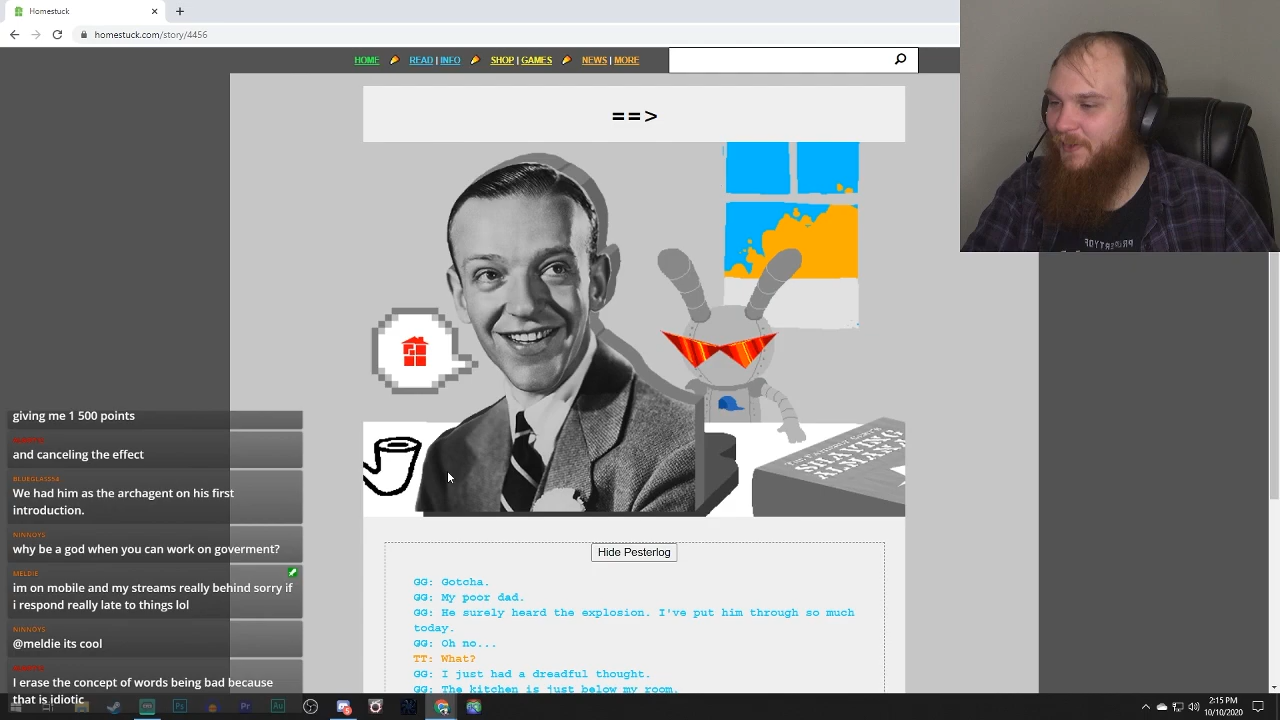 Homestuck
homestuck.com/story/4456
HOME READ | INFO SHOP | GAMES NEWS | MORE
==>
SHAVING
ALMANA
Hide Pesterlog
GG: Gotcha.
GG: My poor dad.
GG: He surely heard the explosion. I've put him through so much
today.
GG: Oh no...
TT: What?
GG: I just had a dreadful thought.
GG: The kitchen is just below my room.
giving me 1 500 points
and canceling the effect
BLUEGLASS58
We had him as the archagent on his first
introduction.
NINNOYS
why be a god when you can work on goverment?
MELDIE
im on mobile and my streams really behind sorry if
i respond really late to things lol
NINNOYS
@meldie its cool
I erase the concept of words being bad because
that is idiotic
2:15 PM
10/10/2020